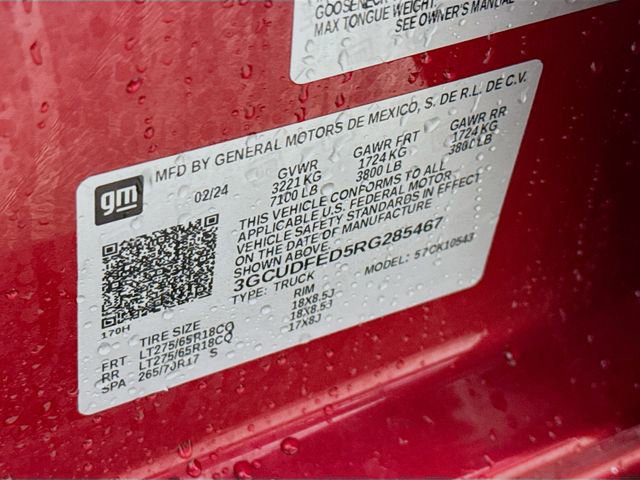 GOOSENECK
MAX TONGUE WEIGHT.
SEE OWNER'S MANUAL
MFD BY GENERAL MOTORS DE MEXICO, S. DE R.L. DE C.V.
gm
02/24
GVWR
3221 KG
7100 LB
GAWR FRT
1724 KG
3800 LB
GAWR RR
1724 KG
3800 LB
THIS VEHICLE CONFORMS TO ALL
APPLICABLE U.S. FEDERAL MOTOR
VEHICLE SAFETY STANDARDS IN EFFECT
ON THE DATE OF MANUFACTURE
SHOWN ABOVE.
3GCUDFED5RG285467
TYPE: TRUCK
MODEL: 57CK10543
170H
TIRE SIZE
RIM
FRT LT275/65R18CQ 18X8.5J
RR LT275/65R18CQ 18X8.5J
SPA 265/70R17 S 17X8J